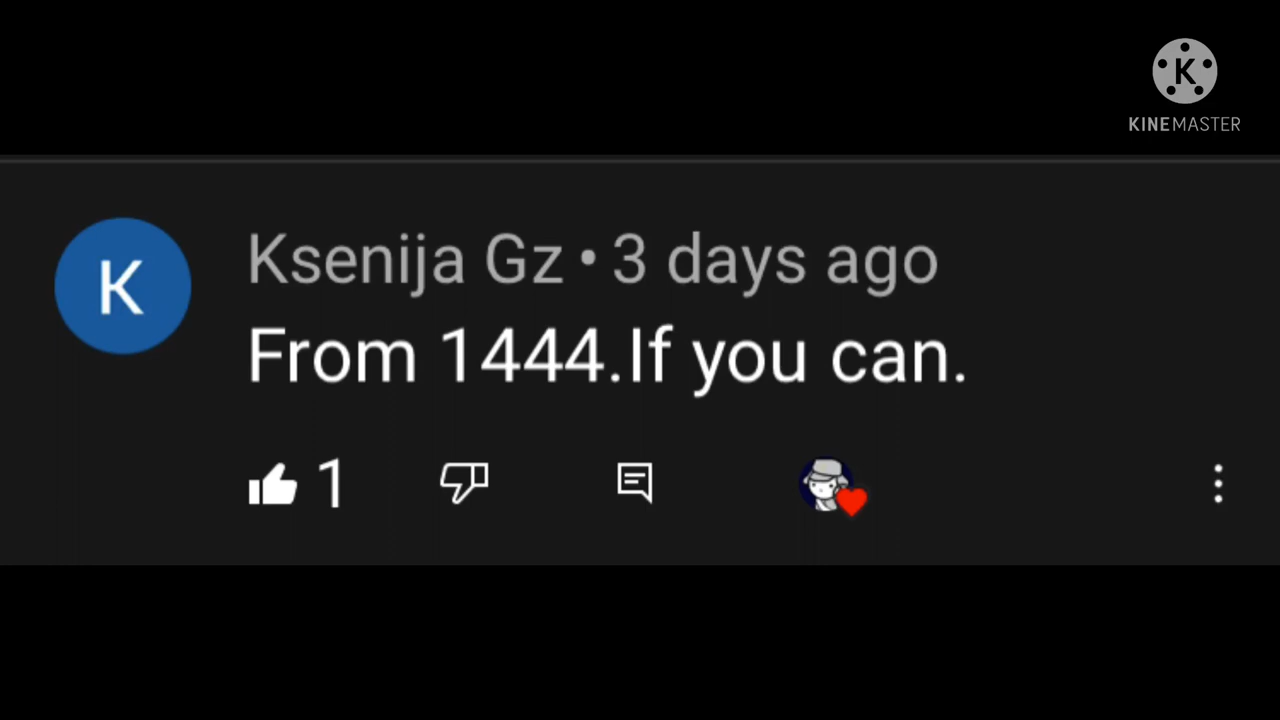 K
KINEMASTER
K
Ksenija Gz • 3 days ago
From 1444.If you can.
1